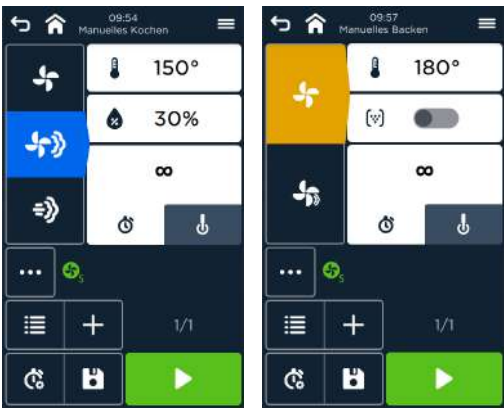 09:54
Manuelles Kochen
150°
30%
∞
S
1/1
09:57
Manuelles Backen
180°
∞
S
1/1